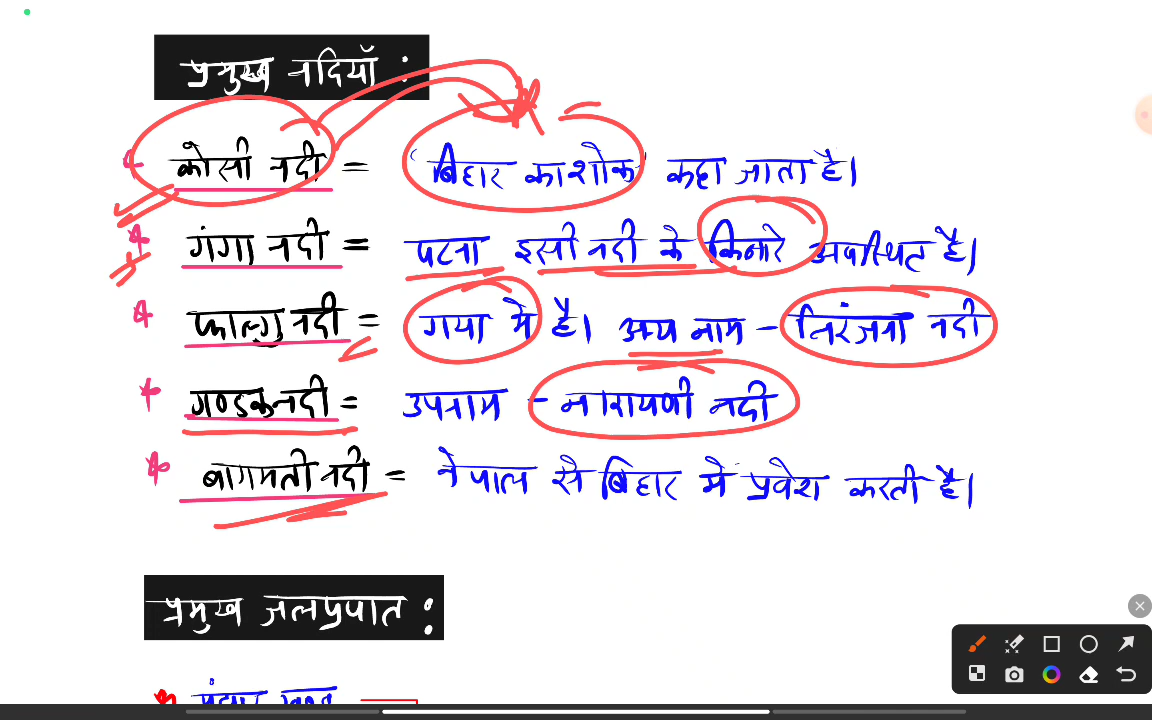 प्रमुख नदियाँ :
* कोसी नदी = 'बिहार का शोक' कहा जाता है।
* गंगा नदी = पटना इसी नदी के किनारे अवस्थित है।
* फाल्गु नदी = गया में है। अन्य नाम - निरंजना नदी
* गण्डक नदी = उपनाम - नारायणी नदी
* बागमती नदी = नेपाल से बिहार में प्रवेश करती है।
प्रमुख जलप्रपात :